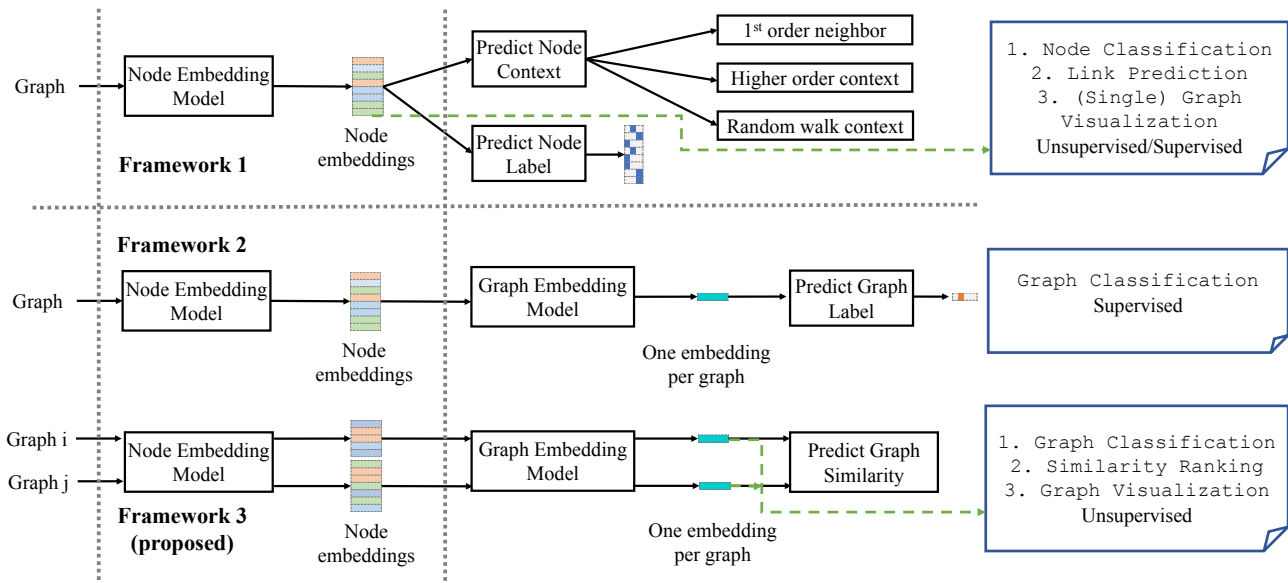 Graph
Node Embedding
Model
Node
embeddings
Framework 1
Predict Node
Context
Predict Node
Label
1st order neighbor
Higher order context
Random walk context
1. Node Classification
2. Link Prediction
3. (Single) Graph
Visualization
Unsupervised/Supervised
Framework 2
Graph
Node Embedding
Model
Node
embeddings
Graph Embedding
Model
One embedding
per graph
Predict Graph
Label
Graph Classification
Supervised
Graph i
Graph j
Node Embedding
Model
Framework 3
(proposed)
Node
embeddings
Graph Embedding
Model
One embedding
per graph
Predict Graph
Similarity
1. Graph Classification
2. Similarity Ranking
3. Graph Visualization
Unsupervised